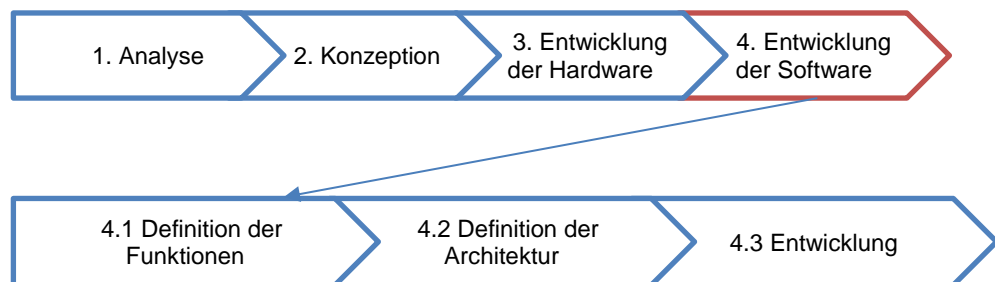 1. Analyse
2. Konzeption
3. Entwicklung
der Hardware
4. Entwicklung
der Software
4.1 Definition der
Funktionen
4.2 Definition der
Architektur
4.3 Entwicklung